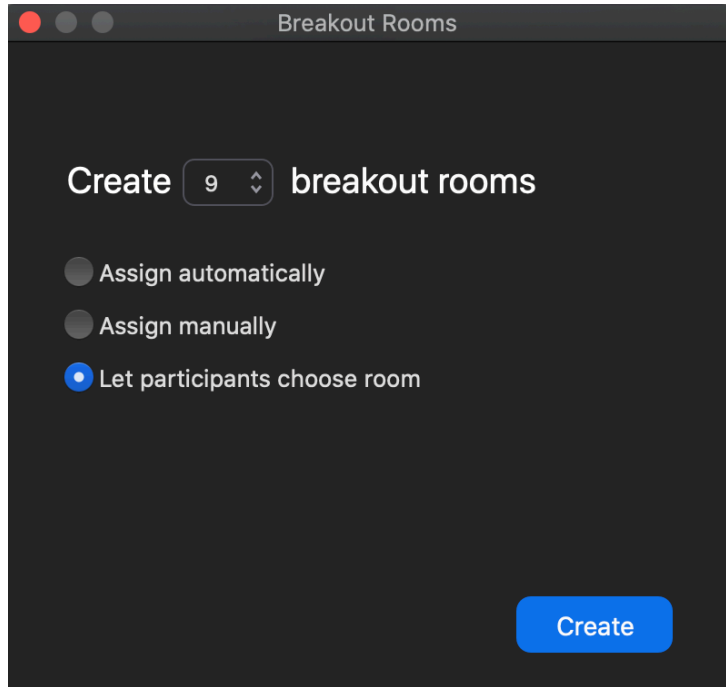 Breakout Rooms
Create 9 breakout rooms
Assign automatically
Assign manually
Let participants choose room
Create